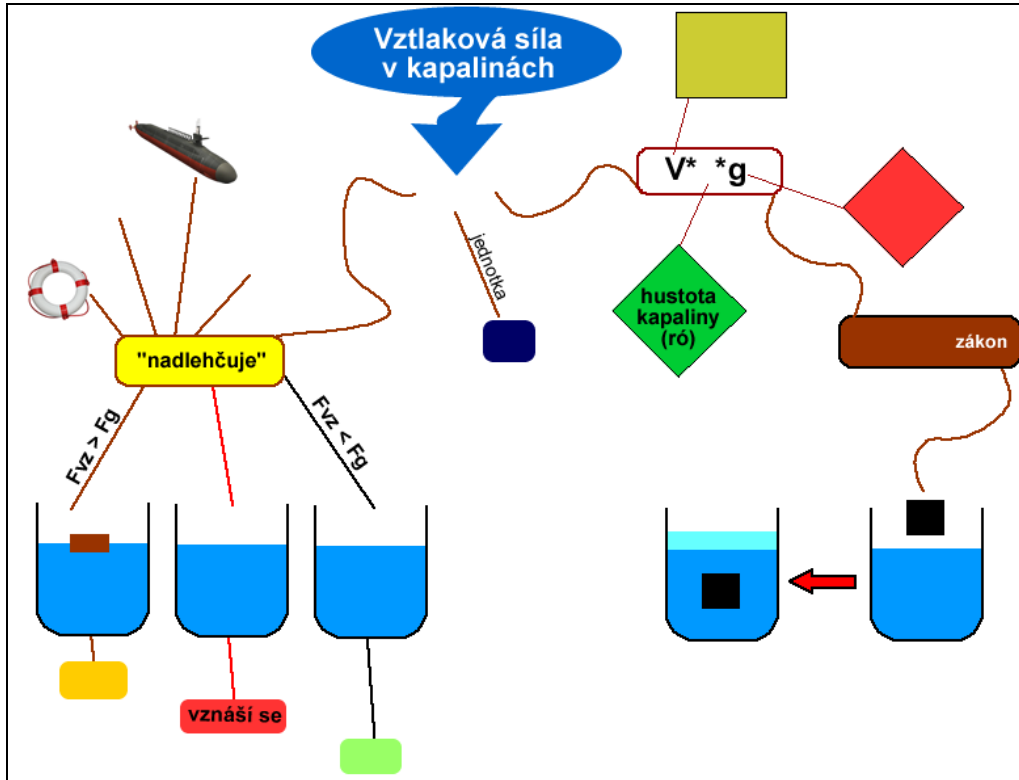 Vztlaková síla
v kapalinách
V* *g
jednotka
hustota
kapaliny
(ró)
zákon
"nadlehčuje"
Fvz > Fg
Fvz < Fg
vznáší se